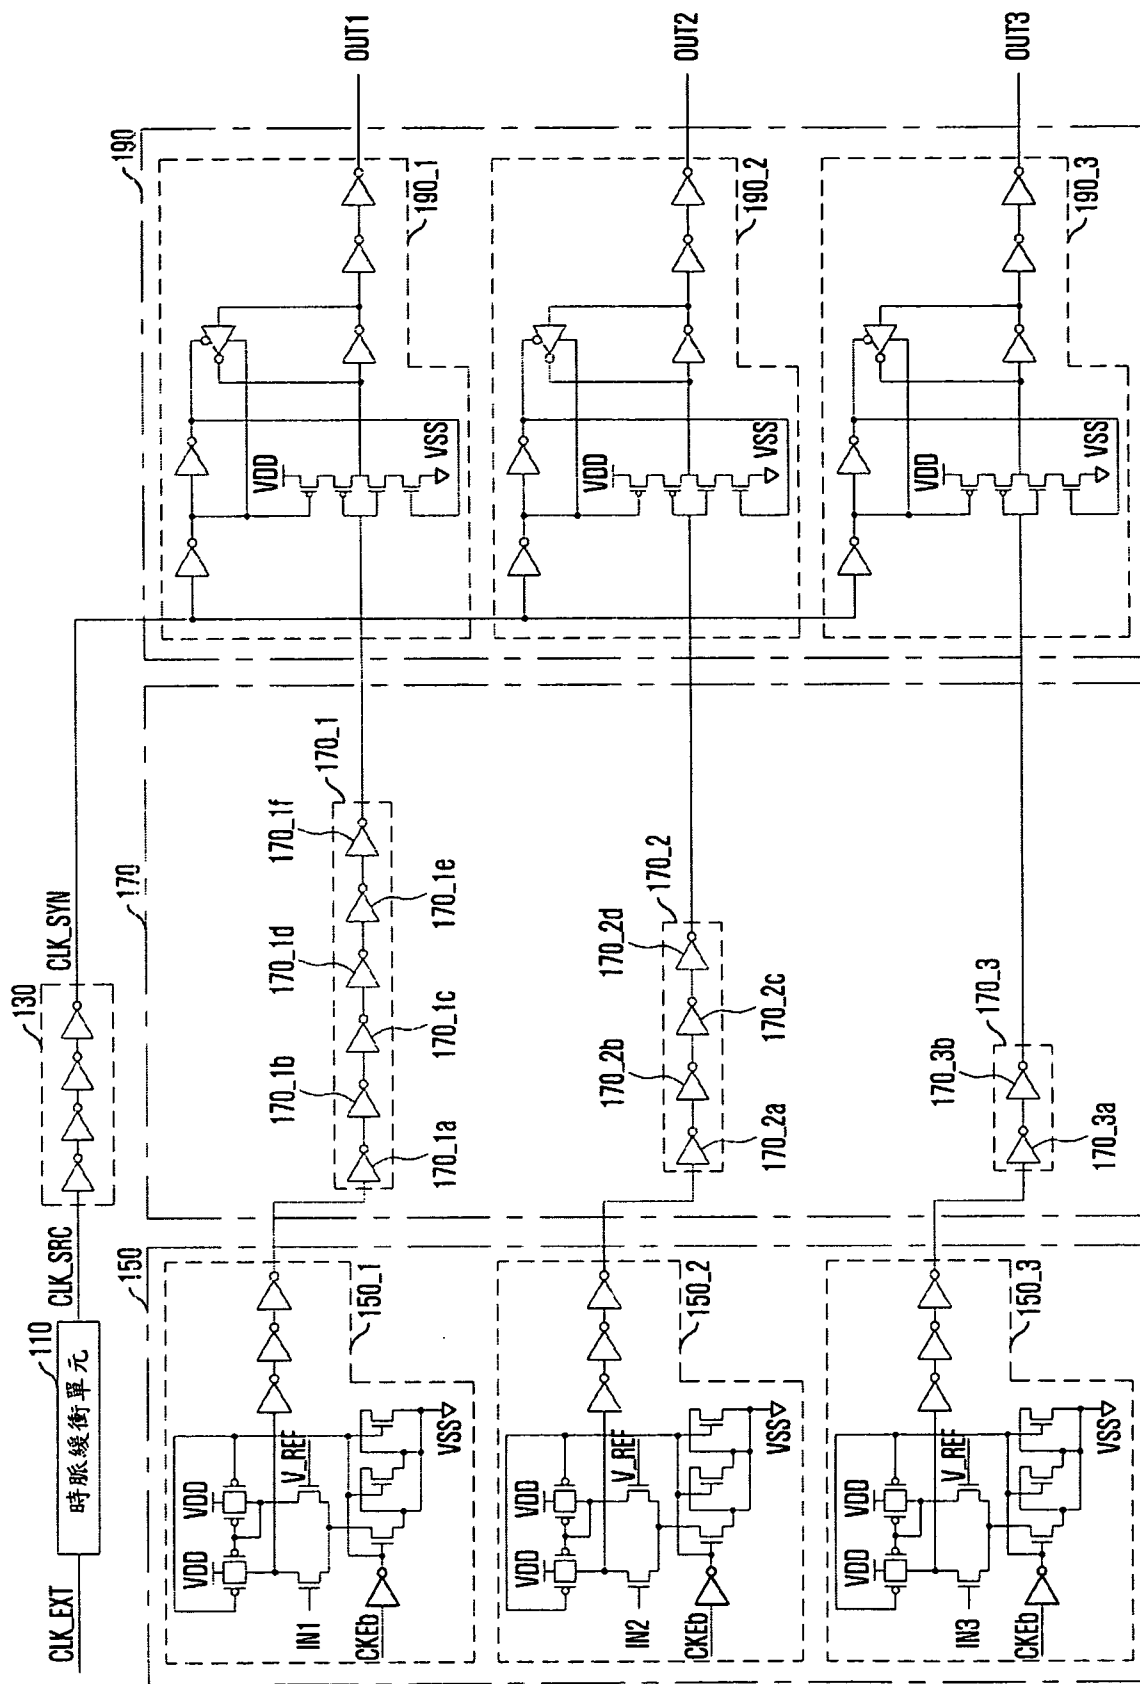 CLK_EXT
110
時脈緩衝單元
CLK_SRC
130
CLK_SYN
150
170
190
VDD
VDD
IN1
V_REF
CKEb
VSS
150_1
170_1a
170_1b
170_1c
170_1d
170_1e
170_1f
170_1
VDD
VSS
190_1
OUT1
VDD
VDD
IN2
V_REF
CKEb
VSS
150_2
170_2a
170_2b
170_2c
170_2d
170_2
VDD
VSS
190_2
OUT2
VDD
VDD
IN3
V_REF
CKEb
VSS
150_3
170_3a
170_3b
170_3
VDD
VSS
190_3
OUT3